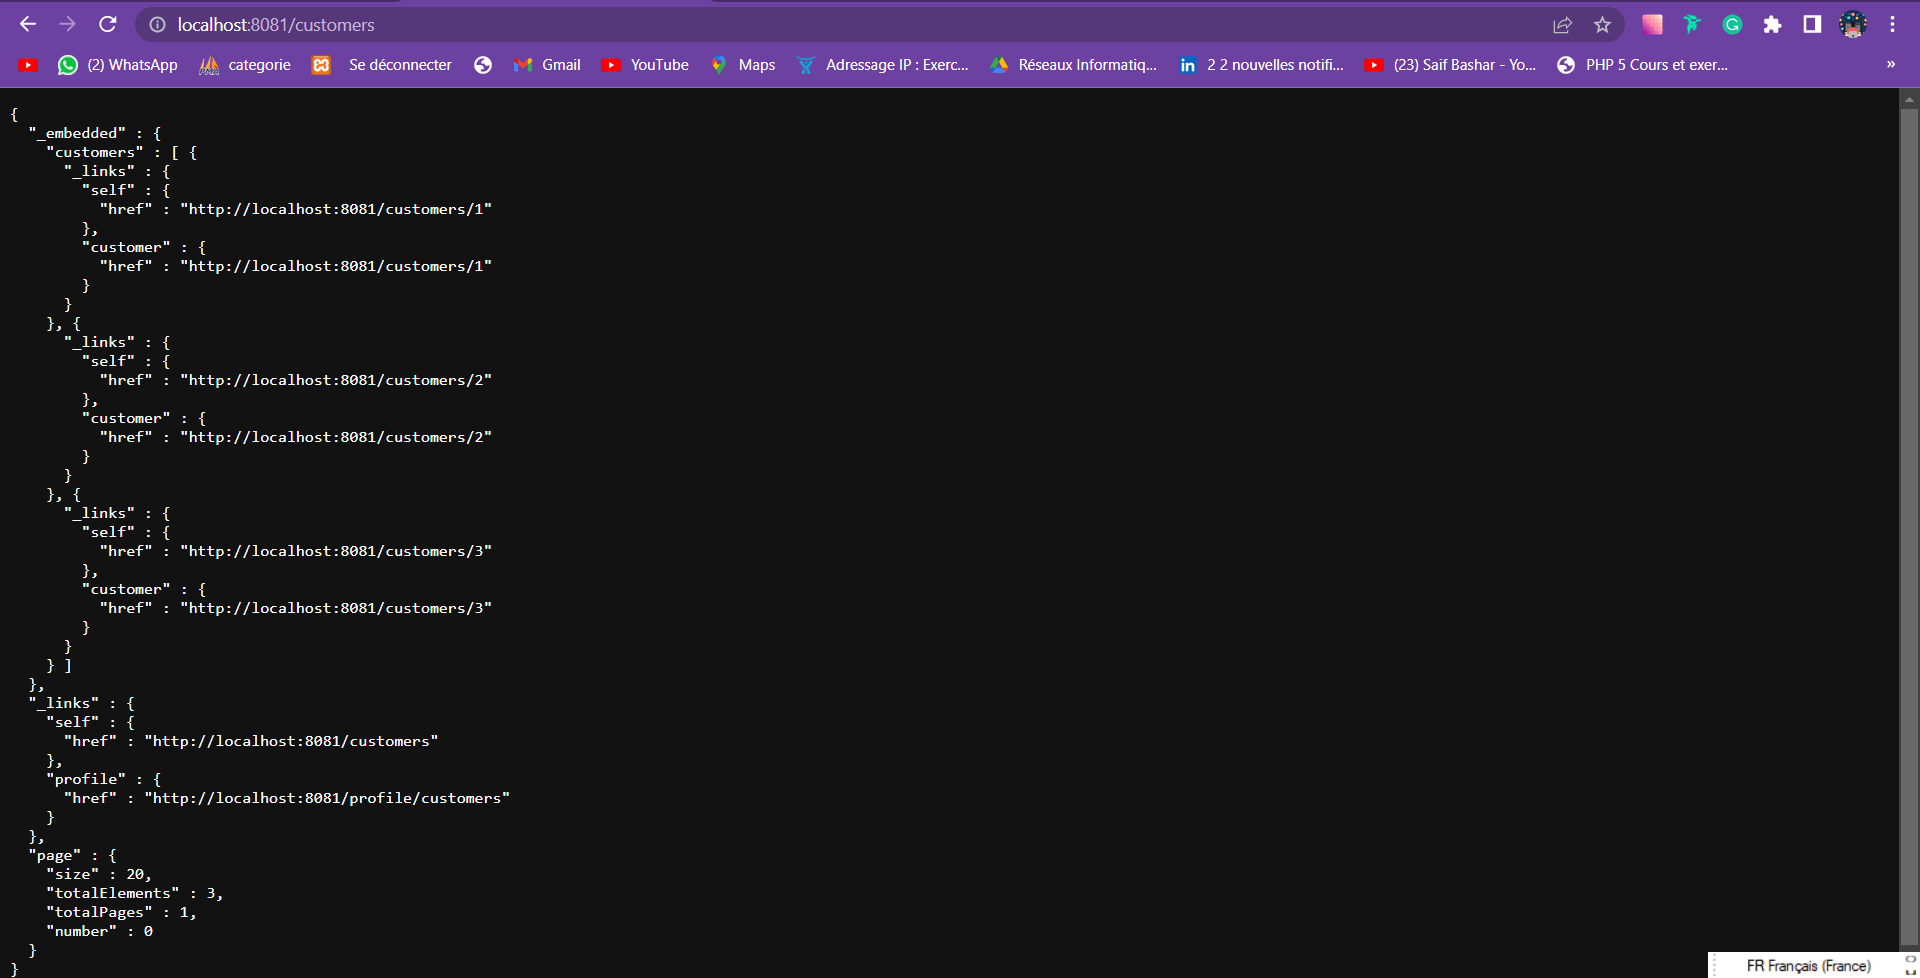 localhost:8081/customers
(2) WhatsApp categorie Se déconnecter Gmail YouTube Maps Adressage IP : Exerc... Réseaux Informatiq... 2 2 nouvelles notifi... (23) Saif Bashar - Yo... PHP 5 Cours et exer... »
{
  "_embedded" : {
    "customers" : [ {
      "_links" : {
        "self" : {
          "href" : "http://localhost:8081/customers/1"
        },
        "customer" : {
          "href" : "http://localhost:8081/customers/1"
        }
      }
    }, {
      "_links" : {
        "self" : {
          "href" : "http://localhost:8081/customers/2"
        },
        "customer" : {
          "href" : "http://localhost:8081/customers/2"
        }
      }
    }, {
      "_links" : {
        "self" : {
          "href" : "http://localhost:8081/customers/3"
        },
        "customer" : {
          "href" : "http://localhost:8081/customers/3"
        }
      }
    } ]
  },
  "_links" : {
    "self" : {
      "href" : "http://localhost:8081/customers"
    },
    "profile" : {
      "href" : "http://localhost:8081/profile/customers"
    }
  },
  "page" : {
    "size" : 20,
    "totalElements" : 3,
    "totalPages" : 1,
    "number" : 0
  }
}
FR Français (France)